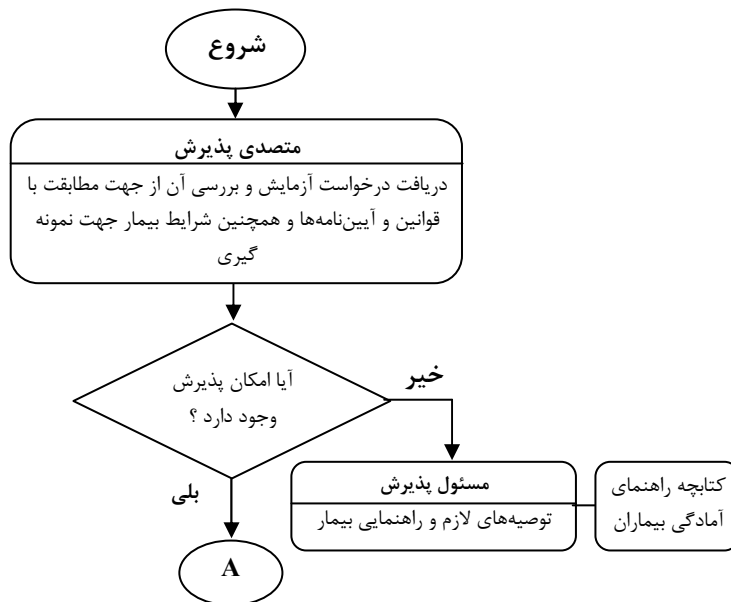 شروع
متصدی پذیرش
دریافت درخواست آزمایش و بررسی آن از جهت مطابقت با
قوانین و آیین‌نامه‌ها و همچنین شرایط بیمار جهت نمونه
گیری
آیا امکان پذیرش
وجود دارد ؟
خیر
بلی
مسئول پذیرش
توصیه‌های لازم و راهنمایی بیمار
کتابچه راهنمای
آمادگی بیماران
A